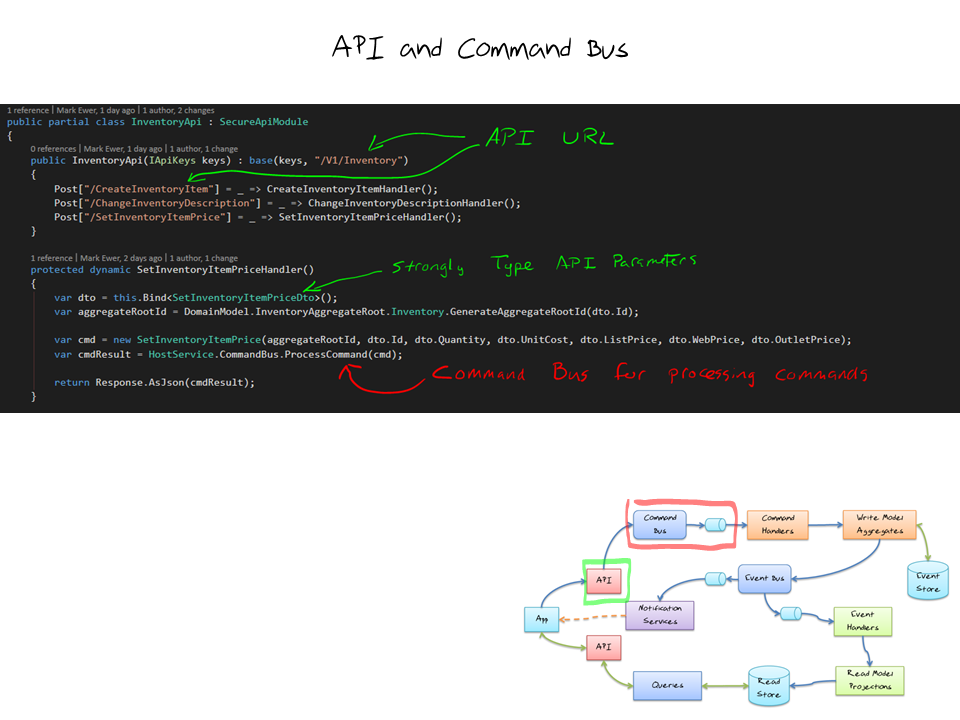 API and Command Bus
1 reference | Mark Ewer, 1 day ago | 1 author, 2 changes
public partial class InventoryApi : SecureApiModule
{
0 references | Mark Ewer, 1 day ago | 1 author, 1 change
public InventoryApi(IApiKeys keys) : base(keys, "/V1/Inventory")
API URL
{
Post["/CreateInventoryItem"] = _ => CreateInventoryItemHandler();
Post["/ChangeInventoryDescription"] = _ => ChangeInventoryDescriptionHandler();
Post["/SetInventoryItemPrice"] = _ => SetInventoryItemPriceHandler();
}
1 reference | Mark Ewer, 2 days ago | 1 author, 1 change
protected dynamic SetInventoryItemPriceHandler()
Strongly Type API Parameters
{
var dto = this.Bind<SetInventoryItemPriceDto>();
var aggregateRootId = DomainModel.InventoryAggregateRoot.Inventory.GenerateAggregateRootId(dto.Id);
var cmd = new SetInventoryItemPrice(aggregateRootId, dto.Id, dto.Quantity, dto.UnitCost, dto.ListPrice, dto.WebPrice, dto.OutletPrice);
var cmdResult = HostService.CommandBus.ProcessCommand(cmd);
Command Bus for processing commands
return Response.AsJson(cmdResult);
}
Command
Bus
Command
Handlers
Write Model
Aggregates
API
Event Bus
Event
Store
App
Notification
Services
Event
Handlers
API
Queries
Read
Store
Read Model
Projections